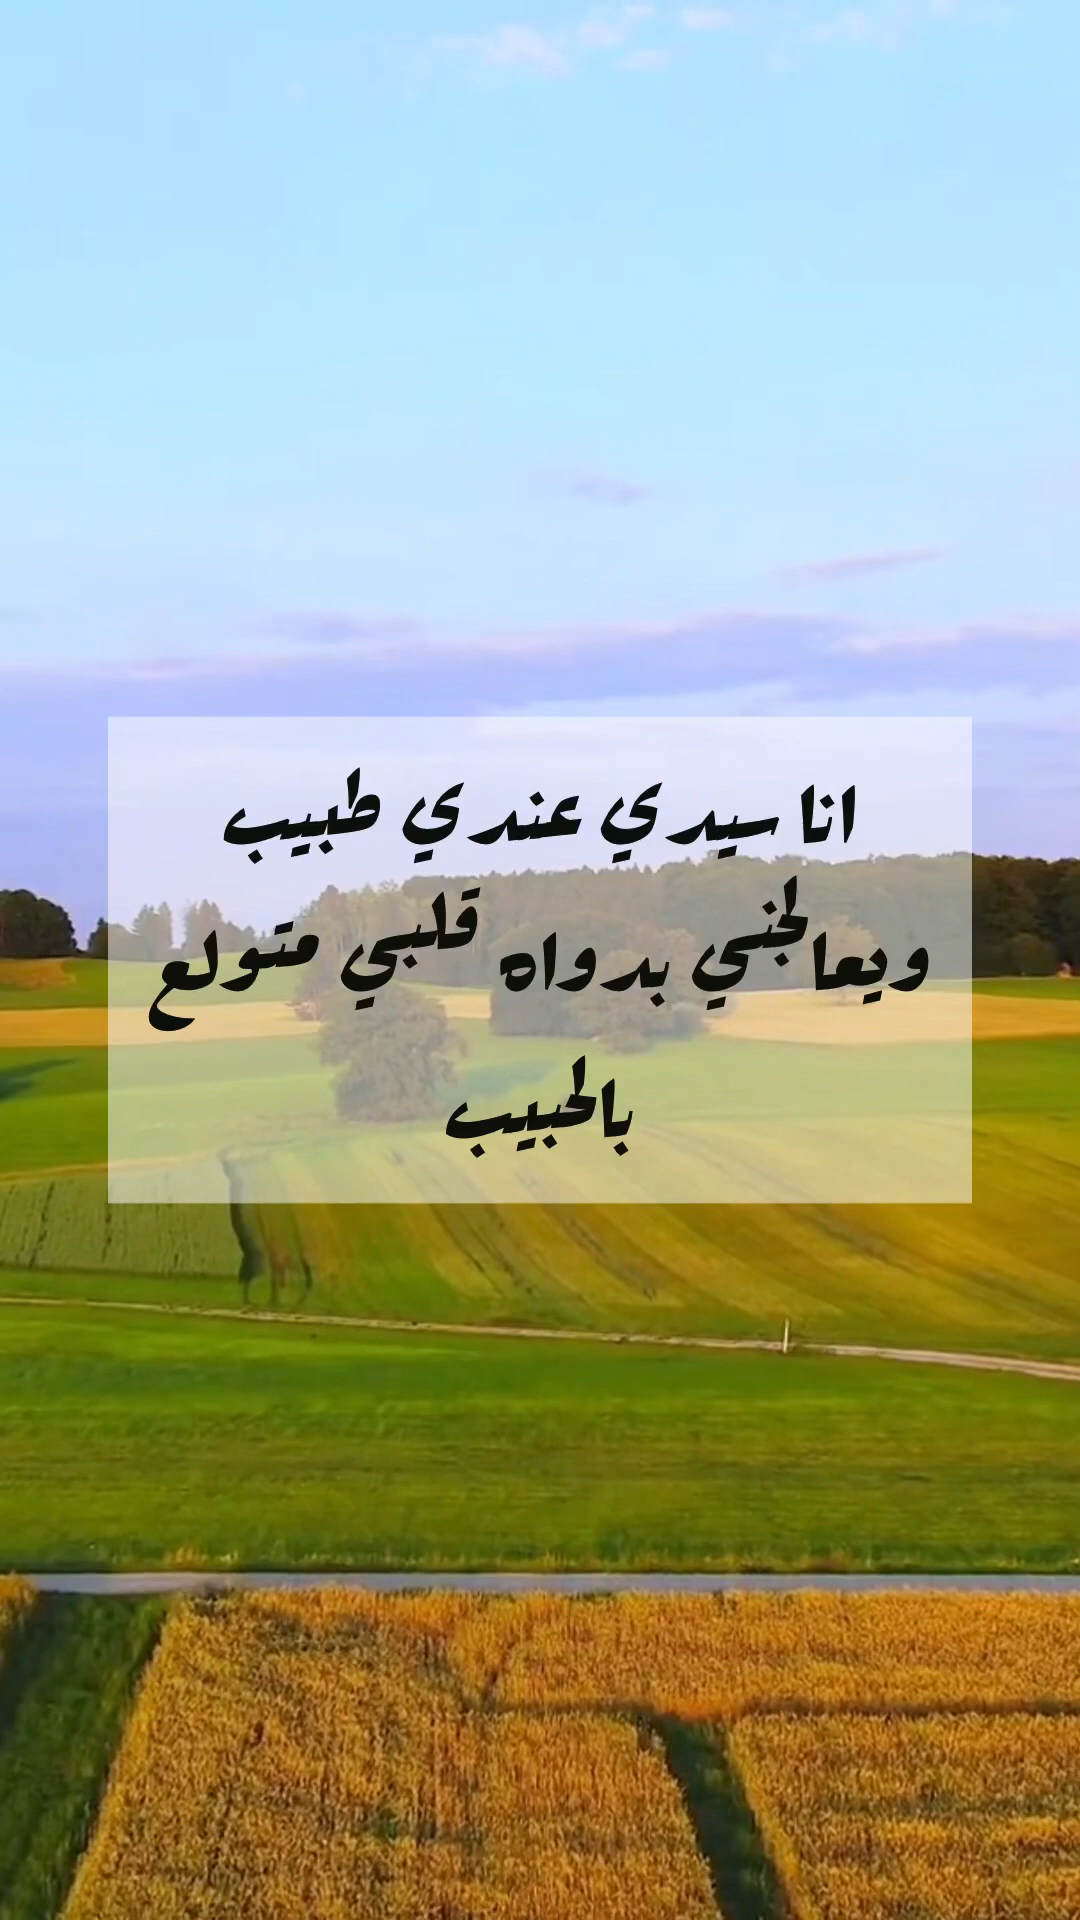 انا سيدي عندي طبيب
ويعالجني بدواه قلبي متولع
بالحبيب